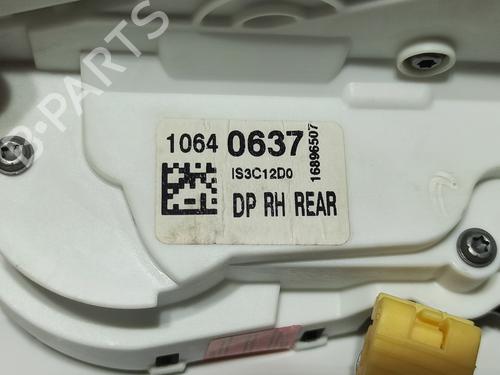 B-PARTS
1064 0637
IS3C12D0
16896507
DP RH REAR